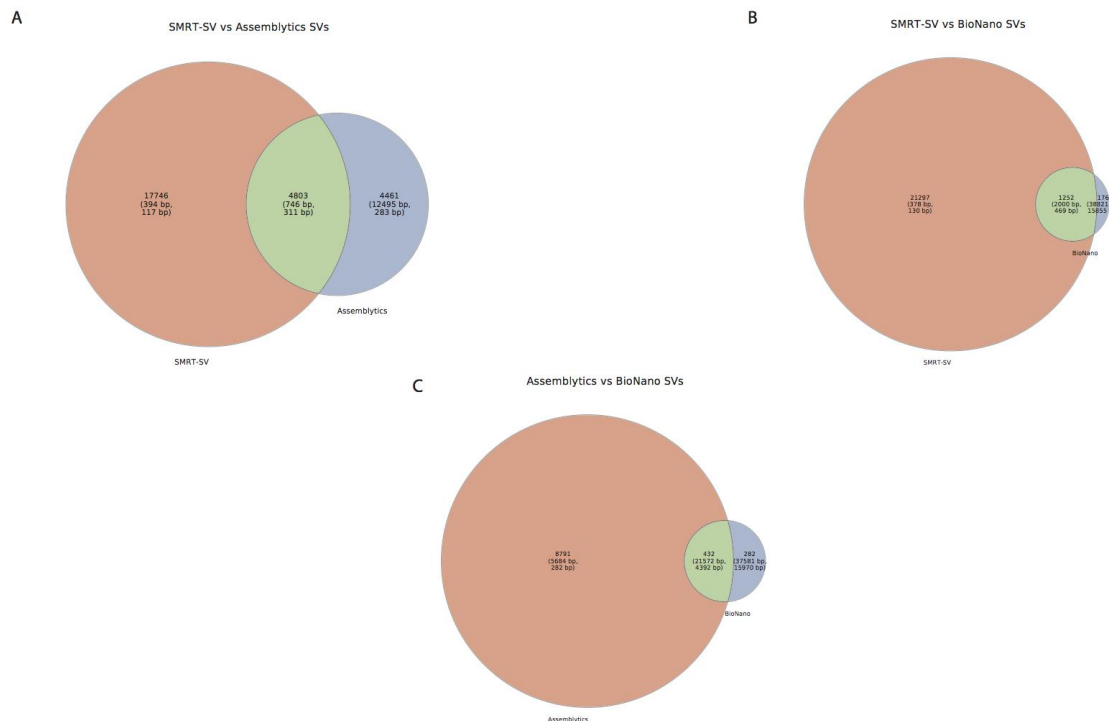 A
SMRT-SV vs Assemblytics SVs
17746
(394 bp,
117 bp)
4803
(746 bp,
311 bp)
4461
(12495 bp,
283 bp)
Assemblytics
SMRT-SV
B
SMRT-SV vs BioNano SVs
21297
(378 bp,
130 bp)
1252
(2000 bp,
469 bp)
176
(38821
15855
BioNano
SMRT-SV
C
Assemblytics vs BioNano SVs
8791
(5684 bp,
282 bp)
432
(21572 bp,
4392 bp)
282
(37581 bp,
15970 bp)
BioNano
Assemblytics